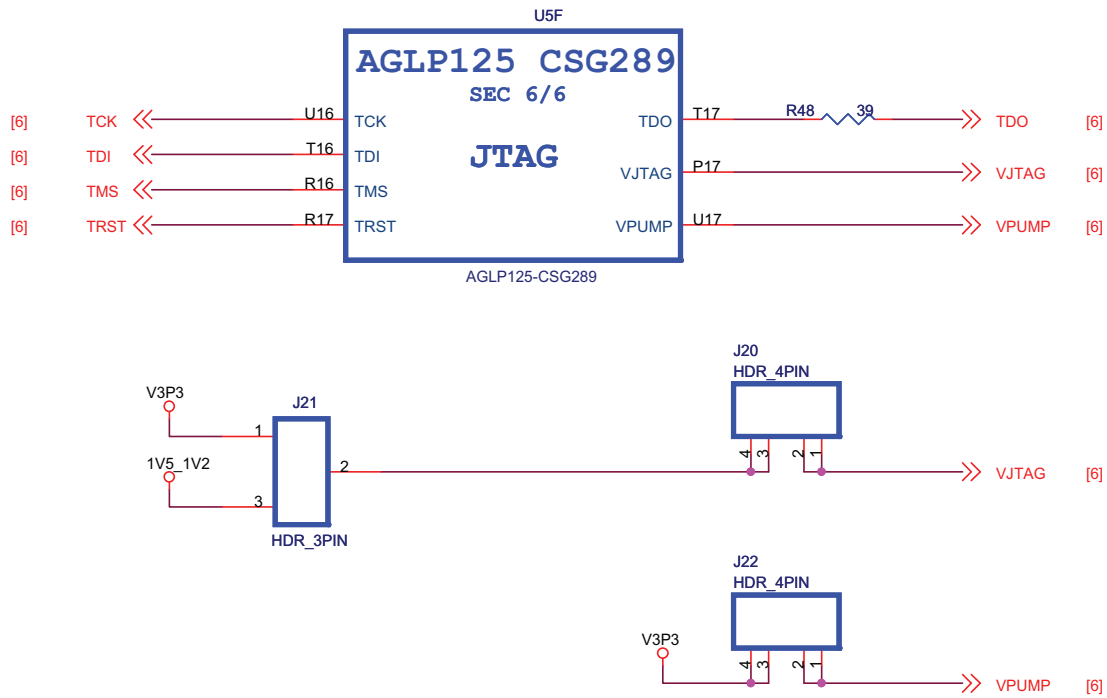 U5F
AGLP125 CSG289
SEC 6/6
JTAG
[6] TCK U16 TCK TDO T17 R48 39 TDO [6]
[6] TDI T16 TDI VJTAG P17 VJTAG [6]
[6] TMS R16 TMS
[6] TRST R17 TRST VPUMP U17 VPUMP [6]
AGLP125-CSG289
J20
HDR_4PIN
V3P3
J21
1
4 3 2 1
1V5_1V2
2
VJTAG [6]
3
HDR_3PIN
J22
HDR_4PIN
V3P3
4 3 2 1
VPUMP [6]